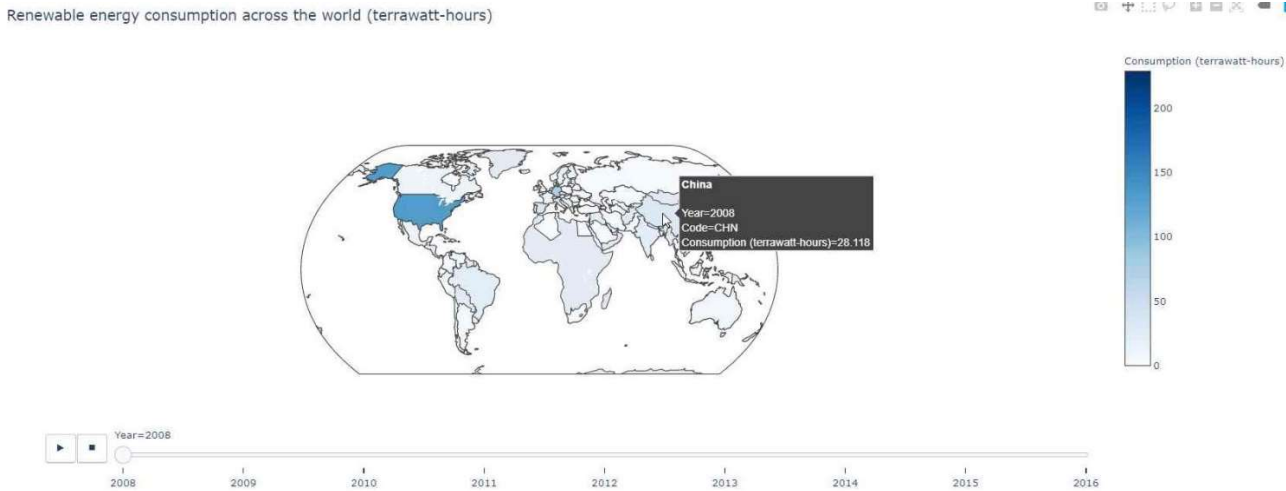 Renewable energy consumption across the world (terrawatt-hours)
Consumption (terrawatt-hours)
200
150
100
50
0
China
Year=2008
Code=CHN
Consumption (terrawatt-hours)=28.118
Year=2008
2008 2009 2010 2011 2012 2013 2014 2015 2016